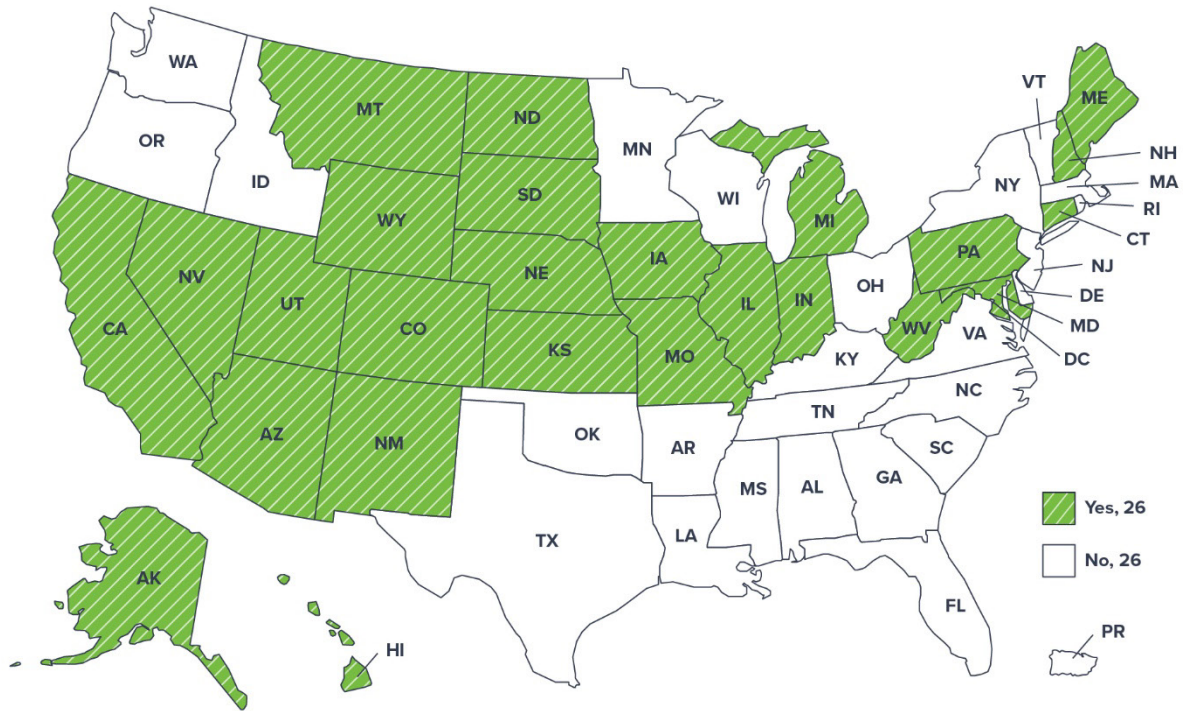 WA
MT
ND
MN
VT
ME
OR
ID
SD
WI
NY
NH
MA
RI
CT
WY
MI
IA
NE
PA
NJ
NV
UT
CO
IL
IN
OH
DE
MD
DC
CA
KS
MO
WV
VA
KY
AZ
NM
OK
AR
TN
NC
SC
MS
AL
GA
TX
LA
FL
AK
HI
PR
Yes, 26
No, 26